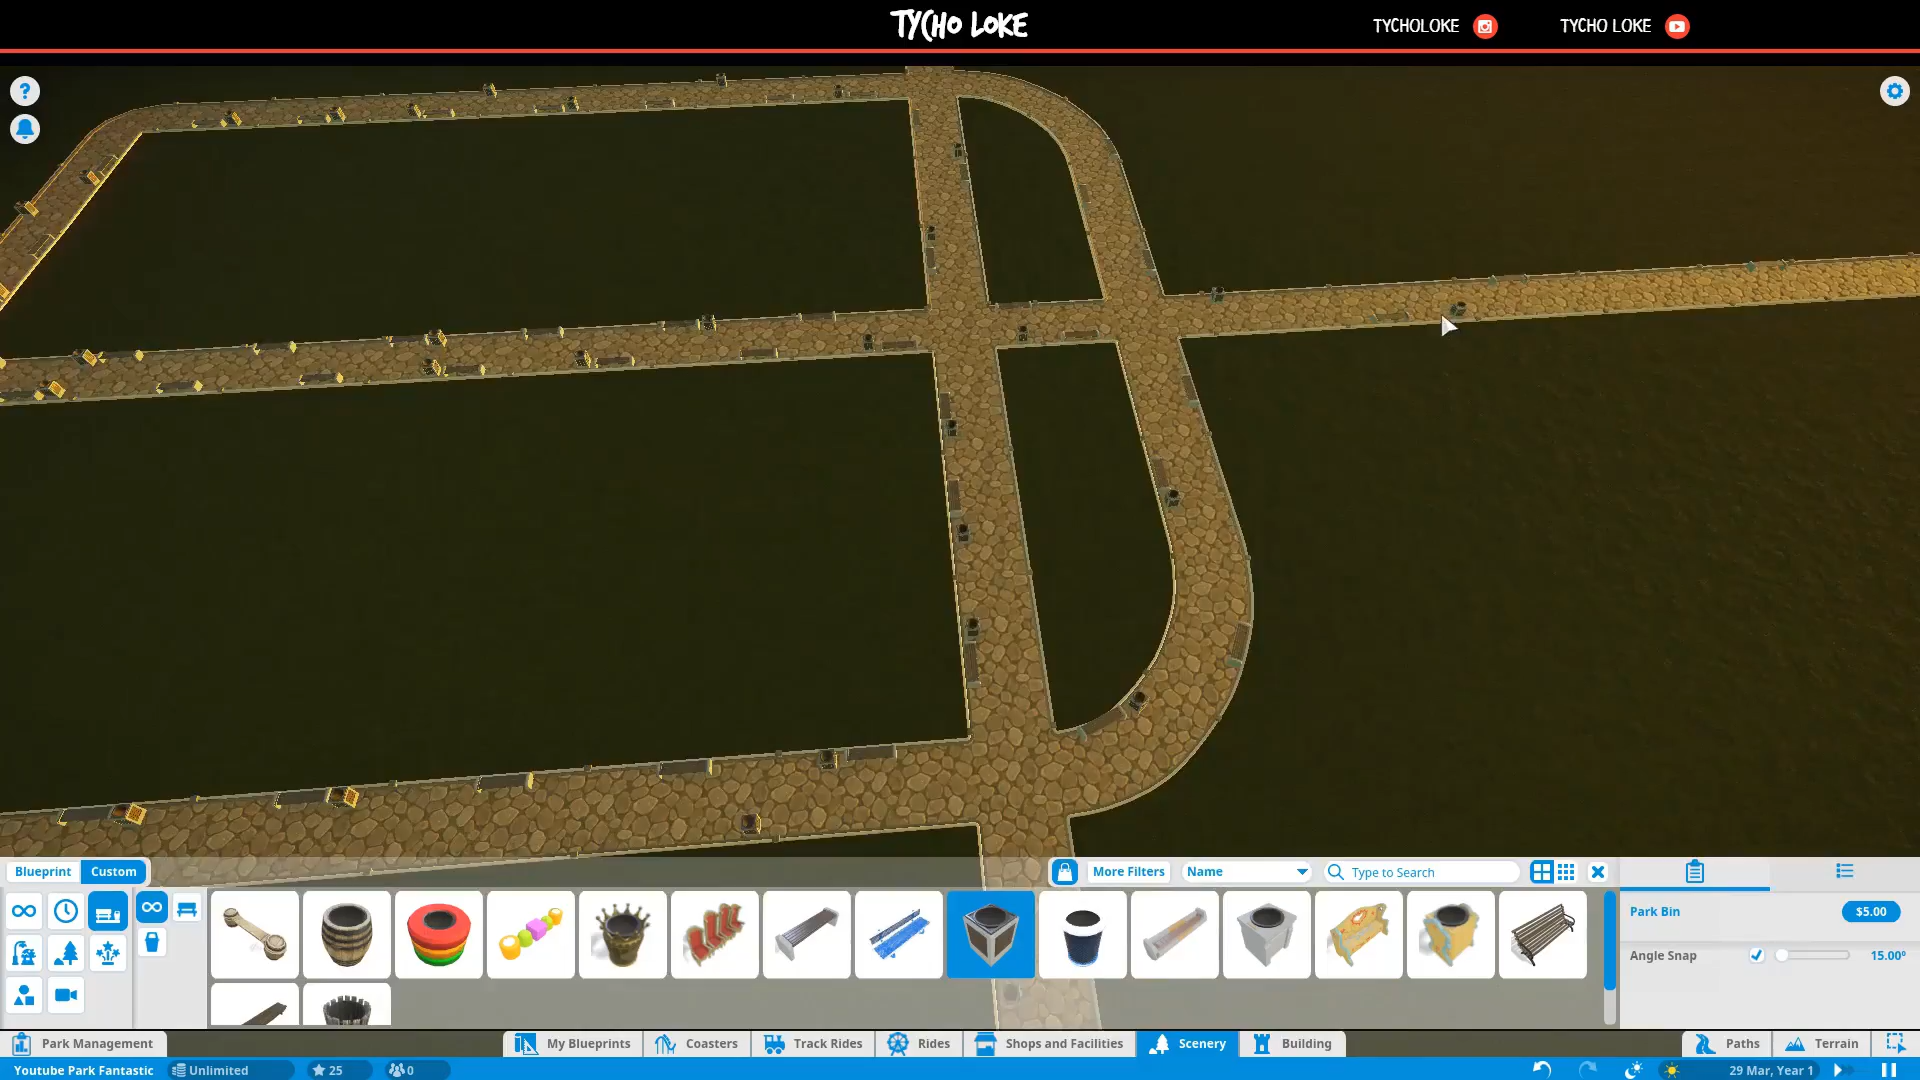 TYCHO LOKE
TYCHOLOKE
TYCHO LOKE
?
Blueprint
Custom
More Filters
Name
Type to Search
Park Bin
$5.00
Angle Snap
15.00°
Park Management
My Blueprints
Coasters
Track Rides
Rides
Shops and Facilities
Scenery
Building
Paths
Terrain
Youtube Park Fantastic
Unlimited
25
0
29 Mar, Year 1